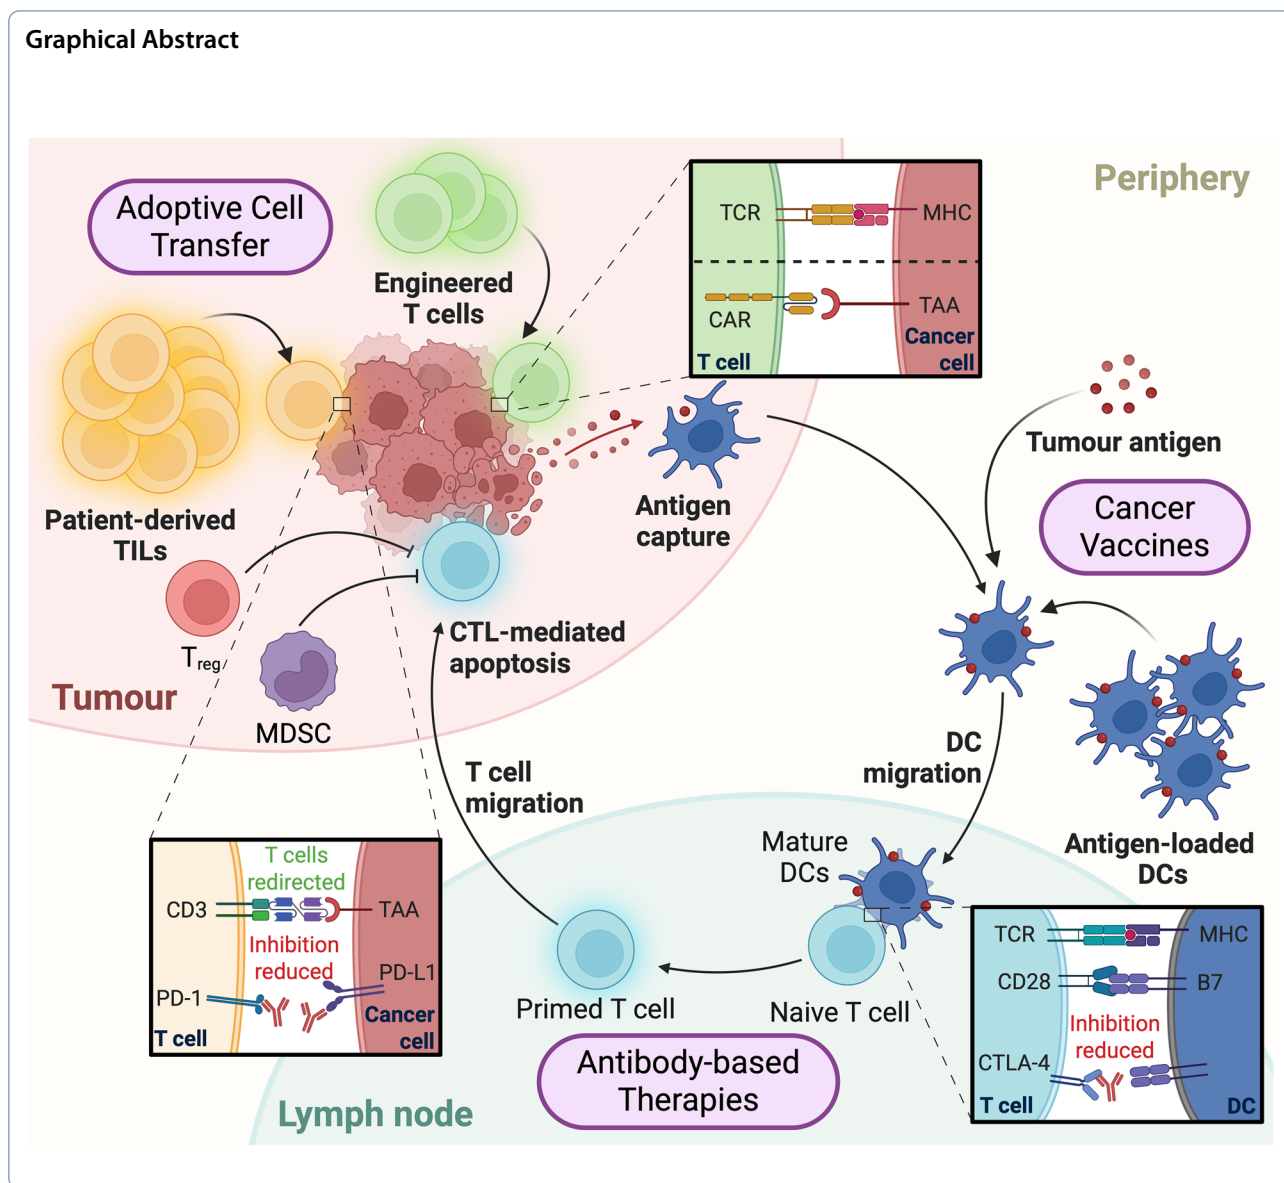 Graphical Abstract
Periphery
Adoptive Cell
Transfer
Engineered
T cells
TCR
MHC
CAR
TAA
T cell
Cancer
cell
Tumour antigen
Cancer
Vaccines
Patient-derived
TILs
Antigen
capture
Treg
MDSC
CTL-mediated
apoptosis
Tumour
T cell
migration
DC
migration
Antigen-loaded
DCs
Mature
DCs
T cells
redirected
CD3
TAA
Inhibition
reduced
PD-L1
PD-1
T cell
Cancer
cell
Primed T cell
Naive T cell
Antibody-based
Therapies
Lymph node
TCR
MHC
CD28
B7
Inhibition
reduced
CTLA-4
T cell
DC